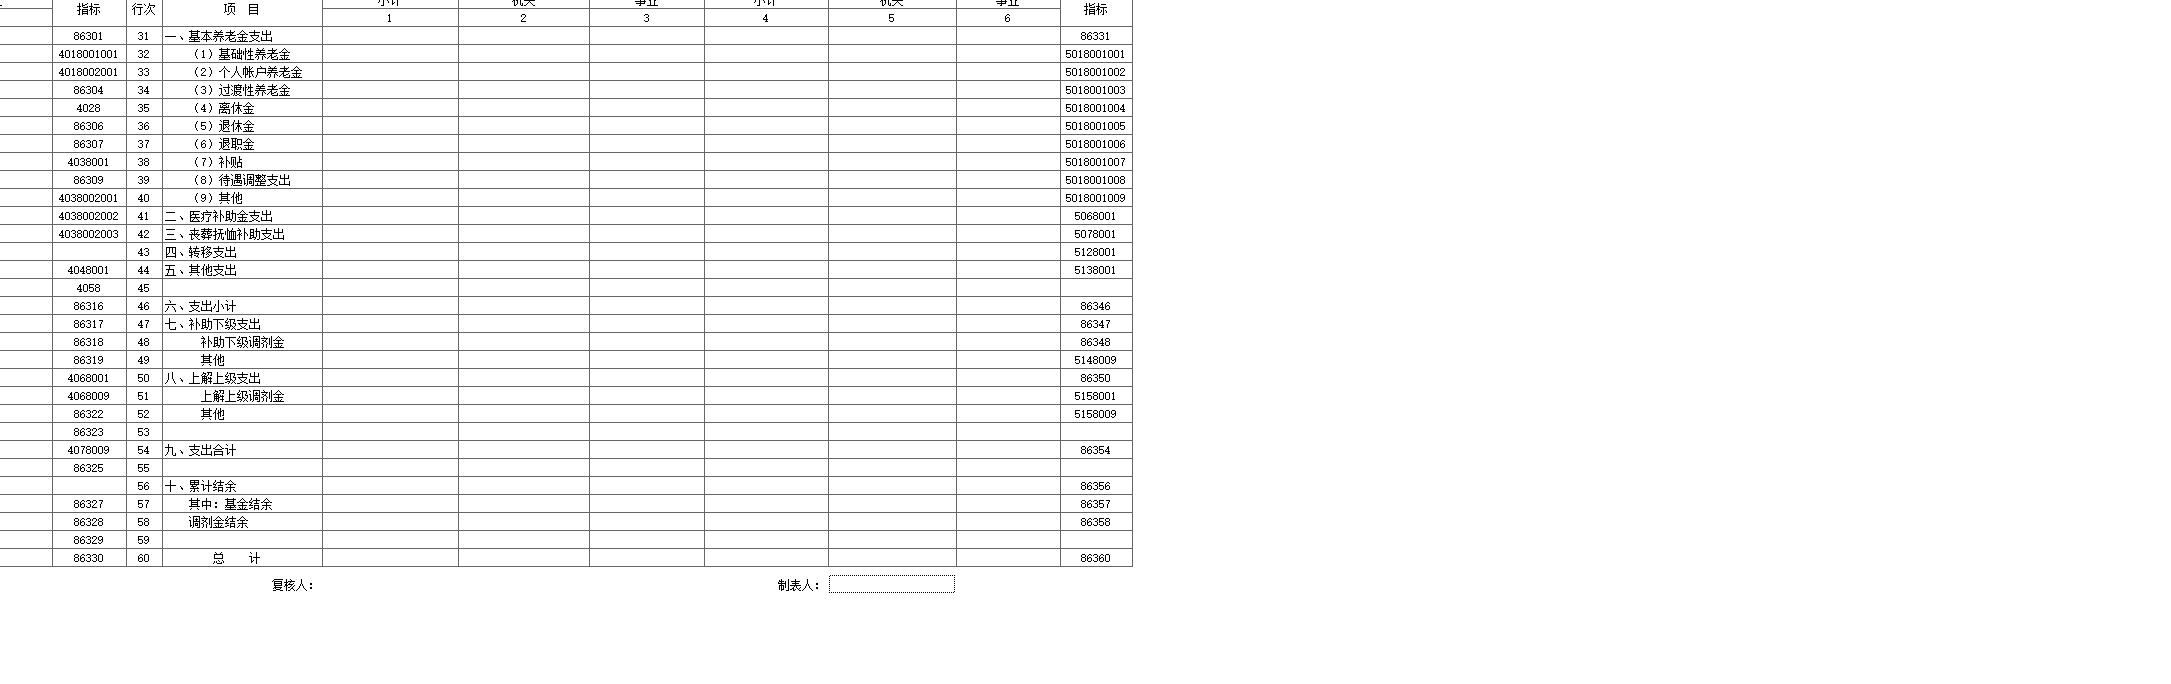 指标 行次 项 目 小计 机关 事业 小计 机关 事业 指标
1 2 3 4 5 6
86301 31 一、基本养老金支出 86331
4018001001 32 （1）基础性养老金 5018001001
4018002001 33 （2）个人帐户养老金 5018001002
86304 34 （3）过渡性养老金 5018001003
4028 35 （4）离休金 5018001004
86306 36 （5）退休金 5018001005
86307 37 （6）退职金 5018001006
4038001 38 （7）补贴 5018001007
86309 39 （8）待遇调整支出 5018001008
4038002001 40 （9）其他 5018001009
4038002002 41 二、医疗补助金支出 5068001
4038002003 42 三、丧葬抚恤补助支出 5078001
43 四、转移支出 5128001
4048001 44 五、其他支出 5138001
4058 45
86316 46 六、支出小计 86346
86317 47 七、补助下级支出 86347
86318 48 补助下级调剂金 86348
86319 49 其他 5148009
4068001 50 八、上解上级支出 86350
4068009 51 上解上级调剂金 5158001
86322 52 其他 5158009
86323 53
4078009 54 九、支出合计 86354
86325 55
56 十、累计结余 86356
86327 57 其中：基金结余 86357
86328 58 调剂金结余 86358
86329 59
86330 60 总 计 86360
复核人： 制表人：